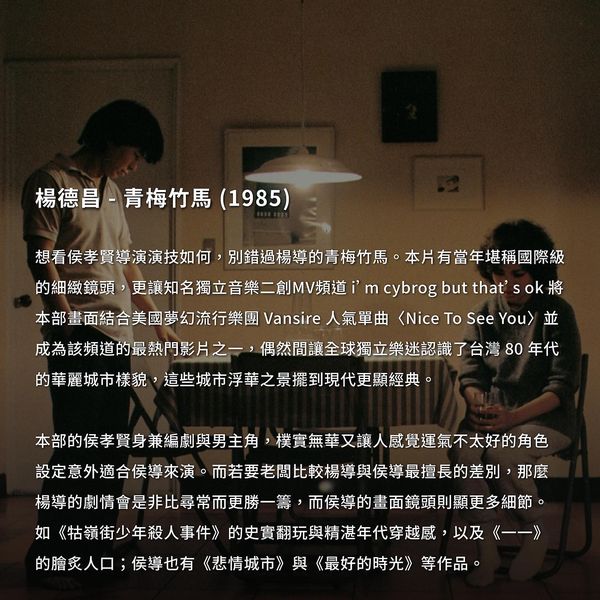 楊德昌 - 青梅竹馬 (1985)
想看侯孝賢導演演技如何，別錯過楊導的青梅竹馬。本片有當年堪稱國際級
的細緻鏡頭，更讓知名獨立音樂二創MV頻道 i’ m cybrog but that’ s ok 將
本部畫面結合美國夢幻流行樂團 Vansire 人氣單曲〈Nice To See You〉並
成為該頻道的最熱門影片之一，偶然間讓全球獨立樂迷認識了台灣 80 年代
的華麗城市樣貌，這些城市浮華之景擺到現代更顯經典。
本部的侯孝賢身兼編劇與男主角，樸實無華又讓人感覺運氣不太好的角色
設定意外適合侯導來演。而若要老闆比較楊導與侯導最擅長的差別，那麼
楊導的劇情會是非比尋常而更勝一籌，而侯導的畫面鏡頭則顯更多細節。
如《牯嶺街少年殺人事件》的史實翻玩與精湛年代穿越感，以及《一一》
的膾炙人口；侯導也有《悲情城市》與《最好的時光》等作品。